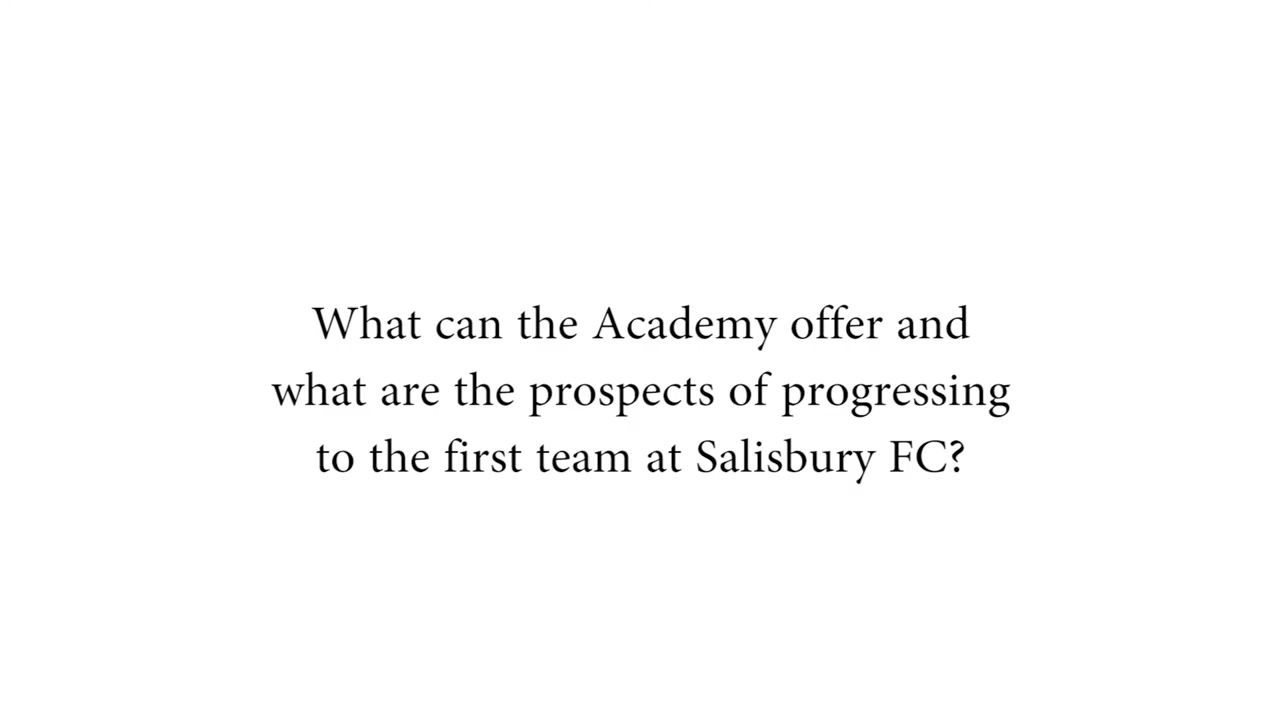 What can the Academy offer and
what are the prospects of progressing
to the first team at Salisbury FC?